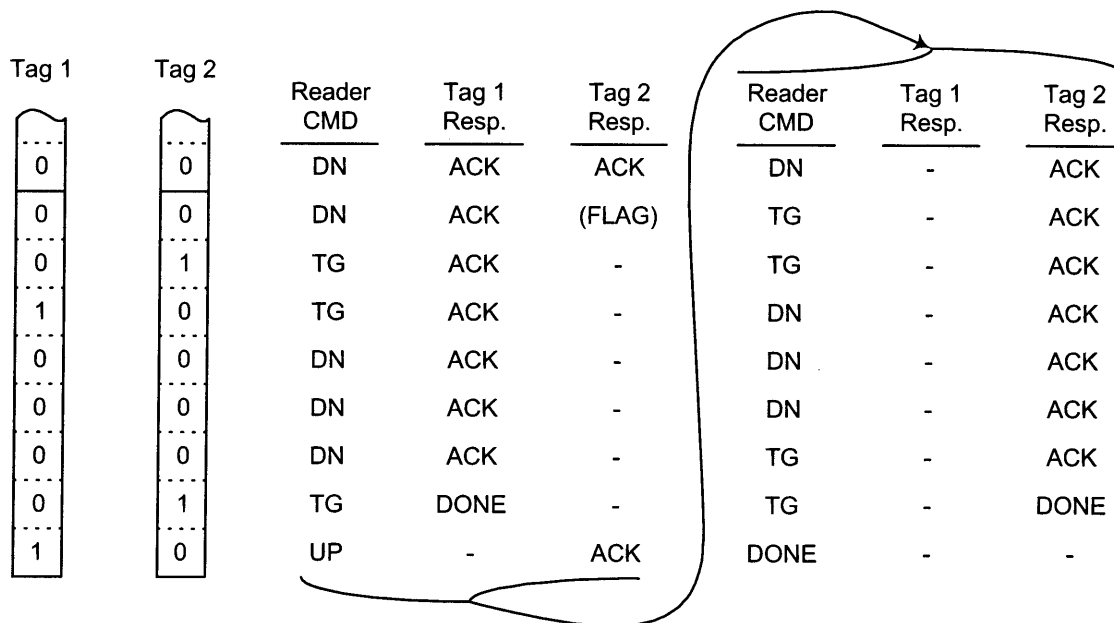 Tag 1 Tag 2
Reader CMD Tag 1 Resp. Tag 2 Resp. Reader CMD Tag 1 Resp. Tag 2 Resp.
0 0 DN ACK ACK DN - ACK
0 0 DN ACK (FLAG) TG - ACK
0 1 TG ACK - TG - ACK
1 0 TG ACK - DN - ACK
0 0 DN ACK - DN - ACK
0 0 DN ACK - DN - ACK
0 0 DN ACK - TG - ACK
0 1 TG DONE - TG - DONE
1 0 UP - ACK DONE - -